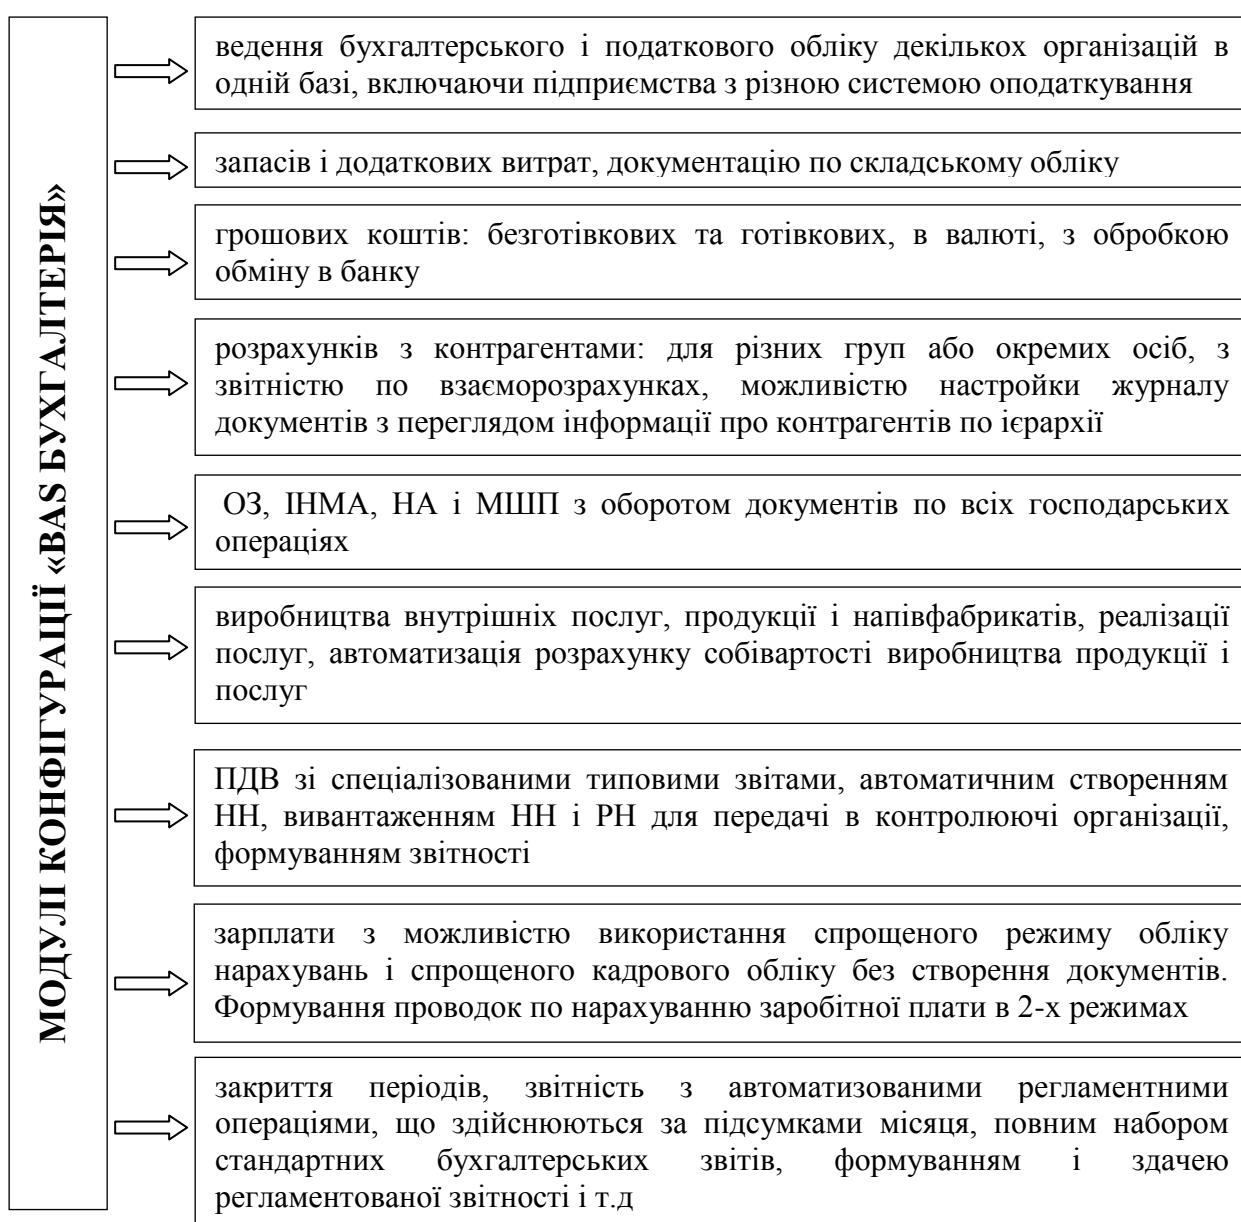 МОДУЛІ КОНФІГУРАЦІЇ «BAS БУХГАЛТЕРІЯ»
ведення бухгалтерського і податкового обліку декількох організацій в
одній базі, включаючи підприємства з різною системою оподаткування
запасів і додаткових витрат, документацію по складському обліку
грошових коштів: безготівкових та готівкових, в валюті, з обробкою
обміну в банку
розрахунків з контрагентами: для різних груп або окремих осіб, з
звітністю по взаєморозрахунках, можливістю настройки журналу
документів з переглядом інформації про контрагентів по ієрархії
ОЗ, ІНМА, НА і МШП з оборотом документів по всіх господарських
операціях
виробництва внутрішніх послуг, продукції і напівфабрикатів, реалізації
послуг, автоматизація розрахунку собівартості виробництва продукції і
послуг
ПДВ зі спеціалізованими типовими звітами, автоматичним створенням
НН, вивантаженням НН і РН для передачі в контролюючі організації,
формуванням звітності
зарплати з можливістю використання спрощеного режиму обліку
нарахувань і спрощеного кадрового обліку без створення документів.
Формування проводок по нарахуванню заробітної плати в 2-х режимах
закриття періодів, звітність з автоматизованими регламентними
операціями, що здійснюються за підсумками місяця, повним набором
стандартних бухгалтерських звітів, формуванням і здачею
регламентованої звітності і т.д